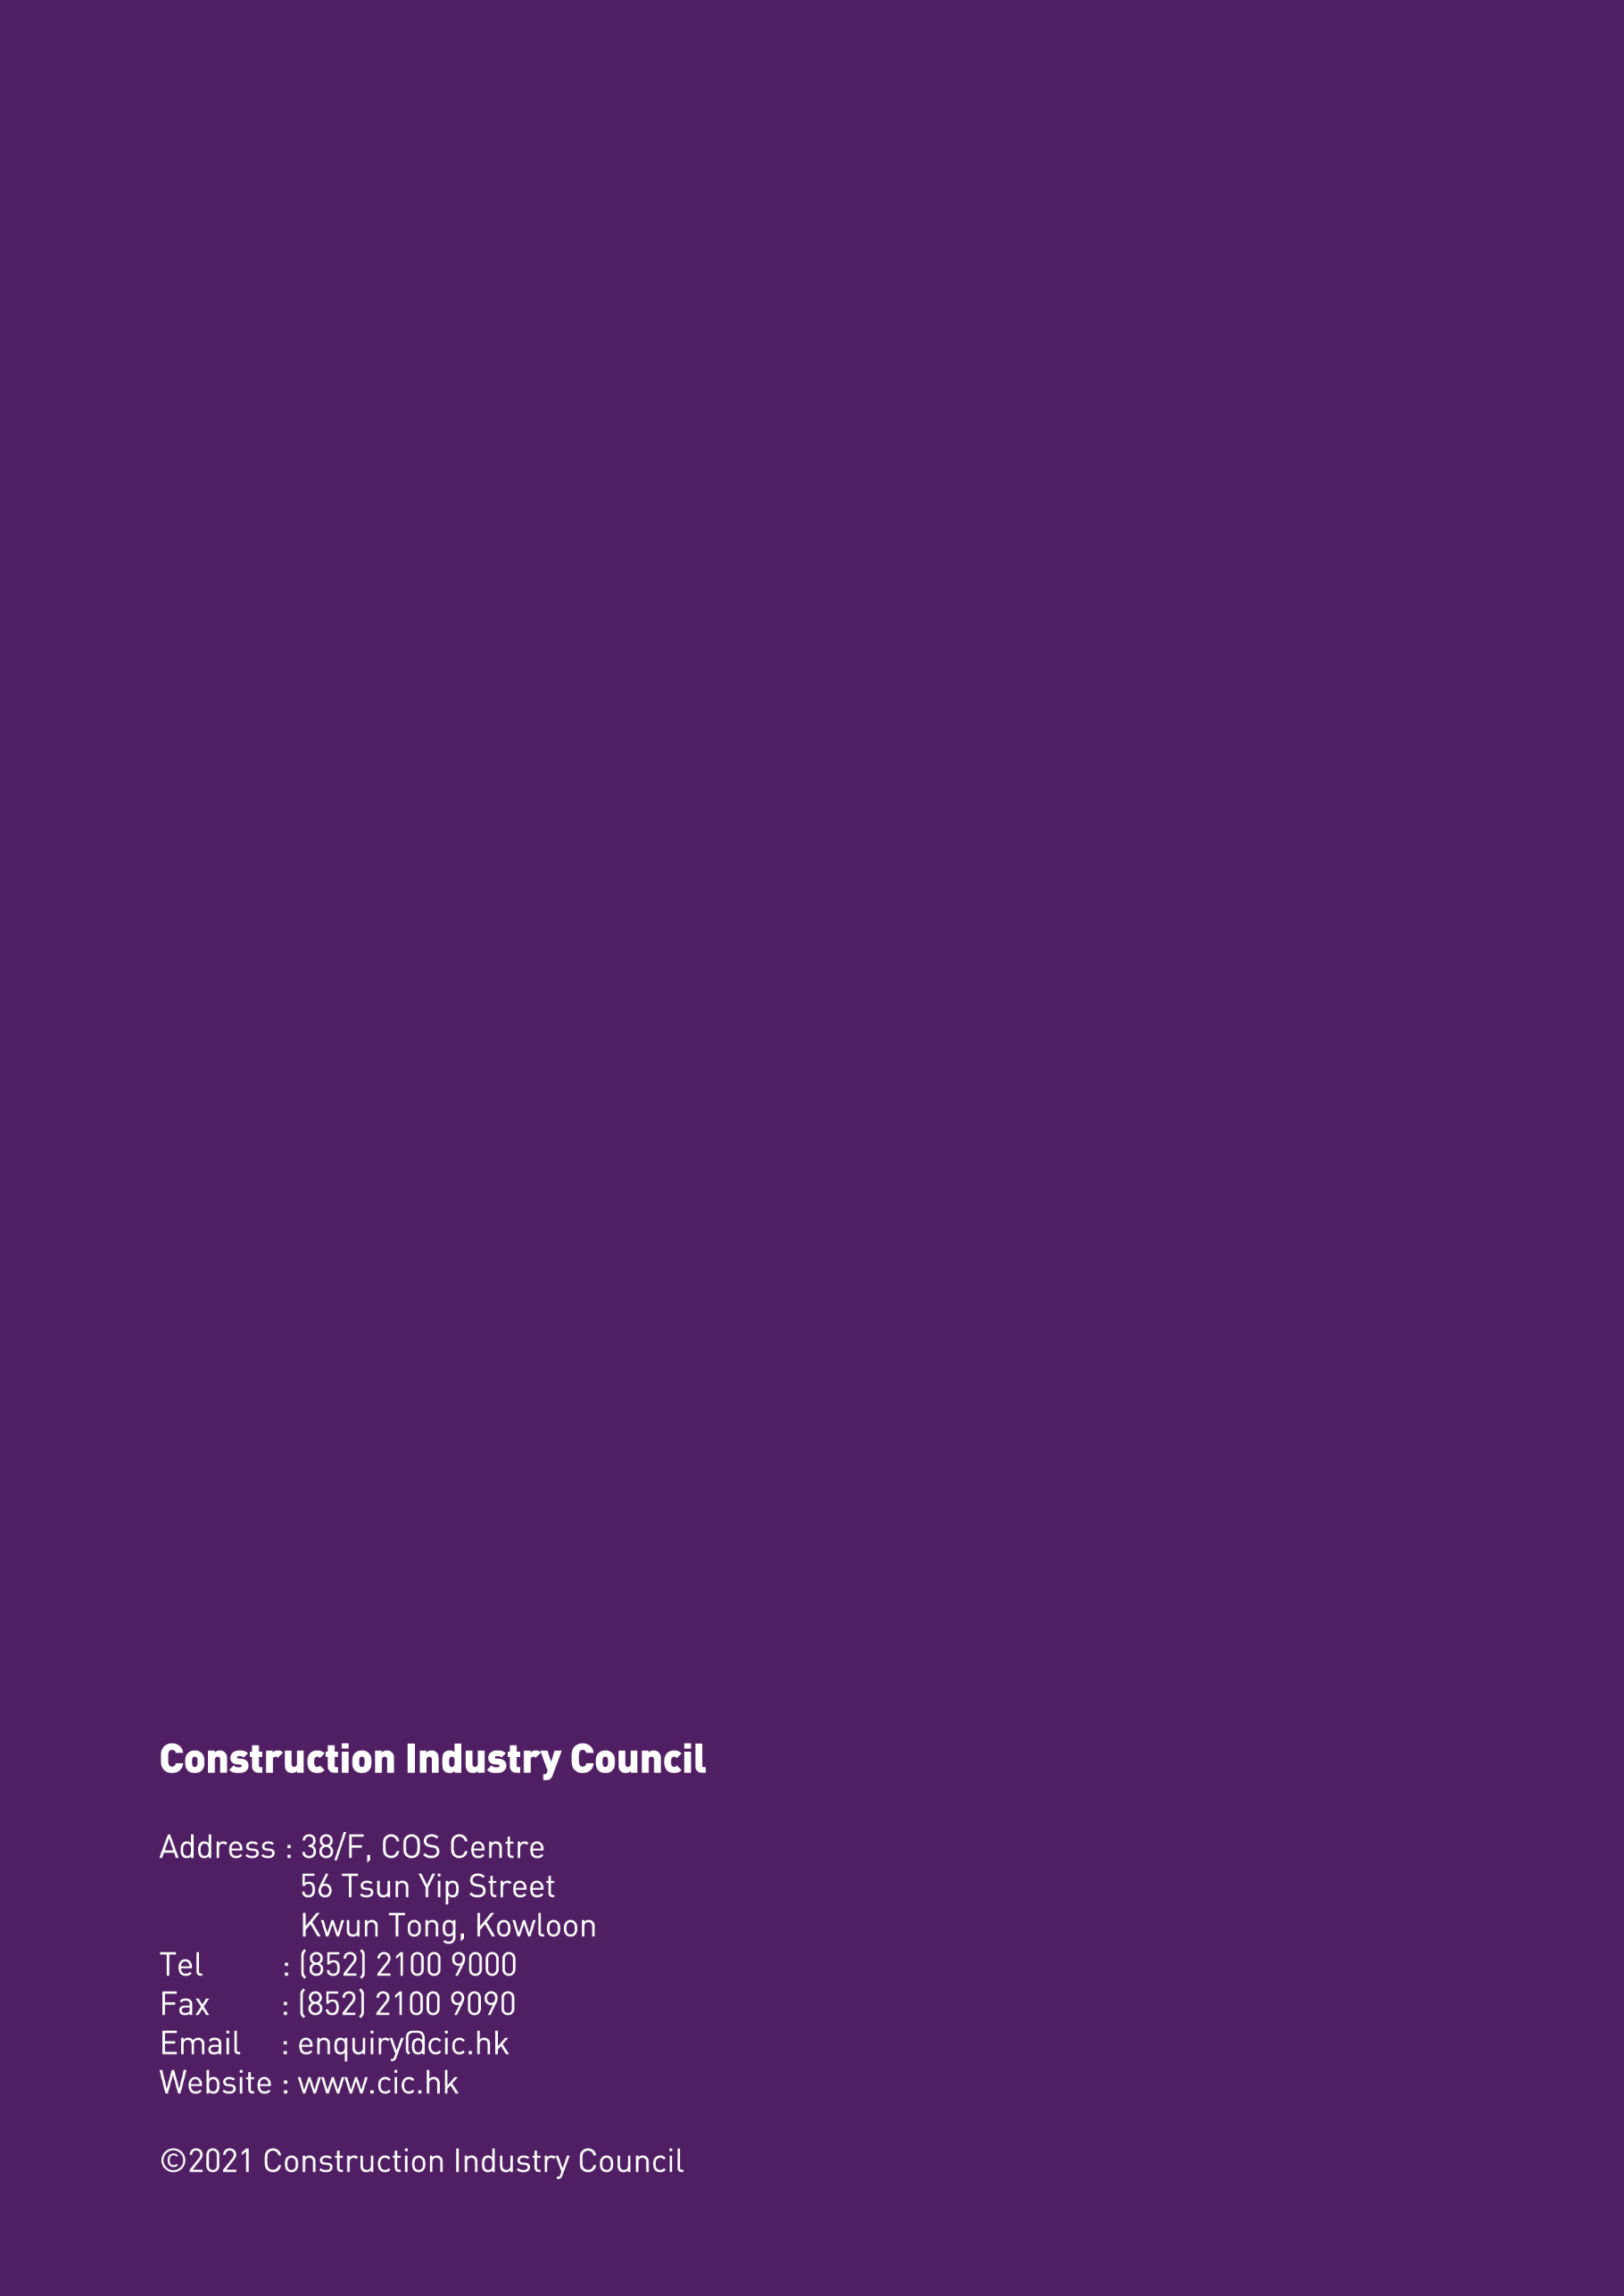 Construction Industry Council
Address : 38/F, COS Centre
56 Tsun Yip Street
Kwun Tong, Kowloon
Tel : (852) 2100 9000
Fax : (852) 2100 9090
Email : enquiry@cic.hk
Website : www.cic.hk
©2021 Construction Industry Council